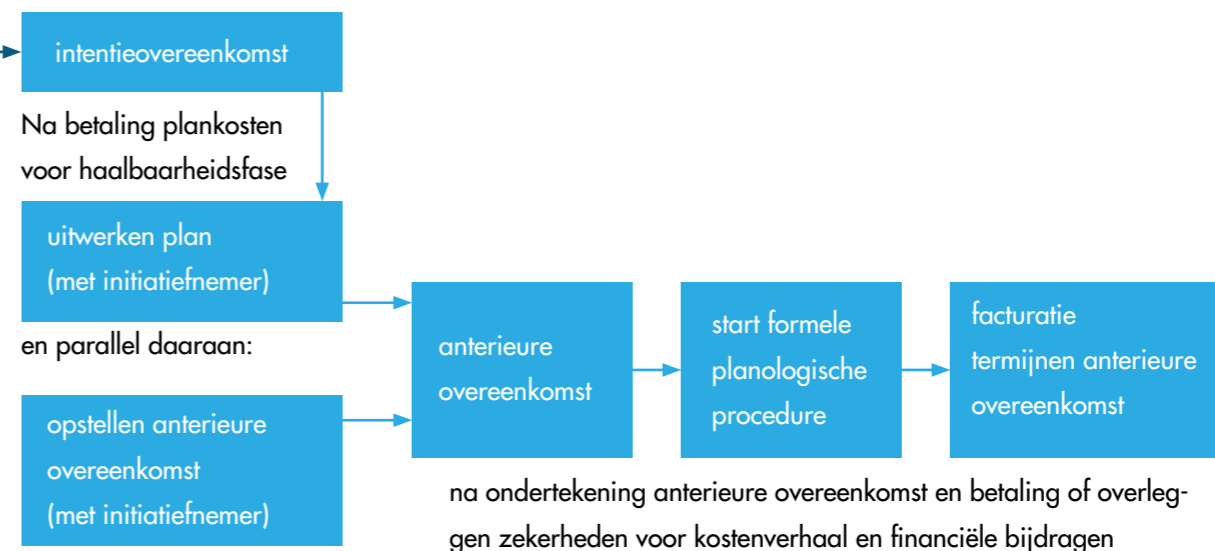 intentieovereenkomst
Na betaling plankosten
voor haalbaarheidsfase
uitwerken plan
(met initiatiefnemer)
en parallel daaraan:
opstellen anterieure
overeenkomst
(met initiatiefnemer)
anterieure
overeenkomst
start formele
planologische
procedure
facturatie
termijnen anterieure
overeenkomst
na ondertekening anterieure overeenkomst en betaling of overleg-
gen zekerheden voor kostenverhaal en financiële bijdragen